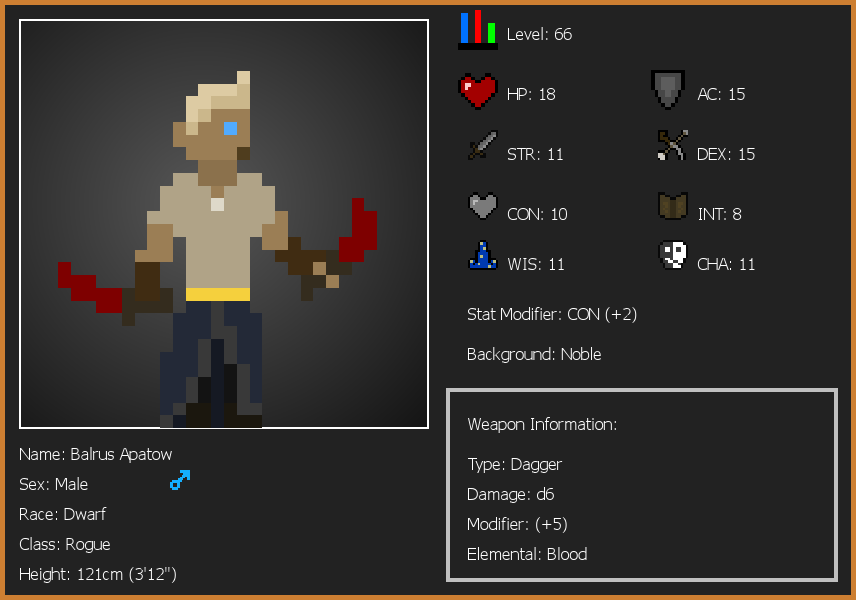 Level: 66
HP: 18
AC: 15
STR: 11
DEX: 15
CON: 10
INT: 8
WIS: 11
CHA: 11
Stat Modifier: CON (+2)
Background: Noble
Weapon Information:
Type: Dagger
Damage: d6
Modifier: (+5)
Elemental: Blood
Name: Balrus Apatow
Sex: Male
Race: Dwarf
Class: Rogue
Height: 121cm (3'12")